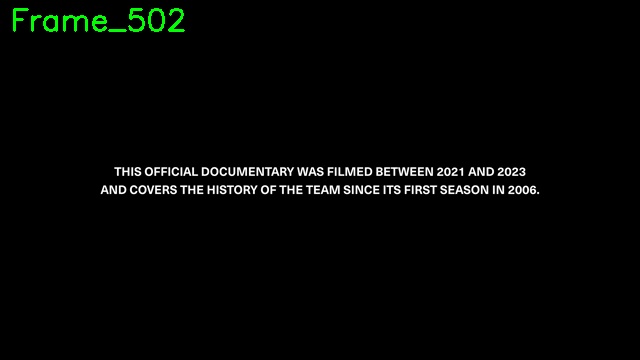 Frame_502
THIS OFFICIAL DOCUMENTARY WAS FILMED BETWEEN 2021 AND 2023
AND COVERS THE HISTORY OF THE TEAM SINCE ITS FIRST SEASON IN 2006.